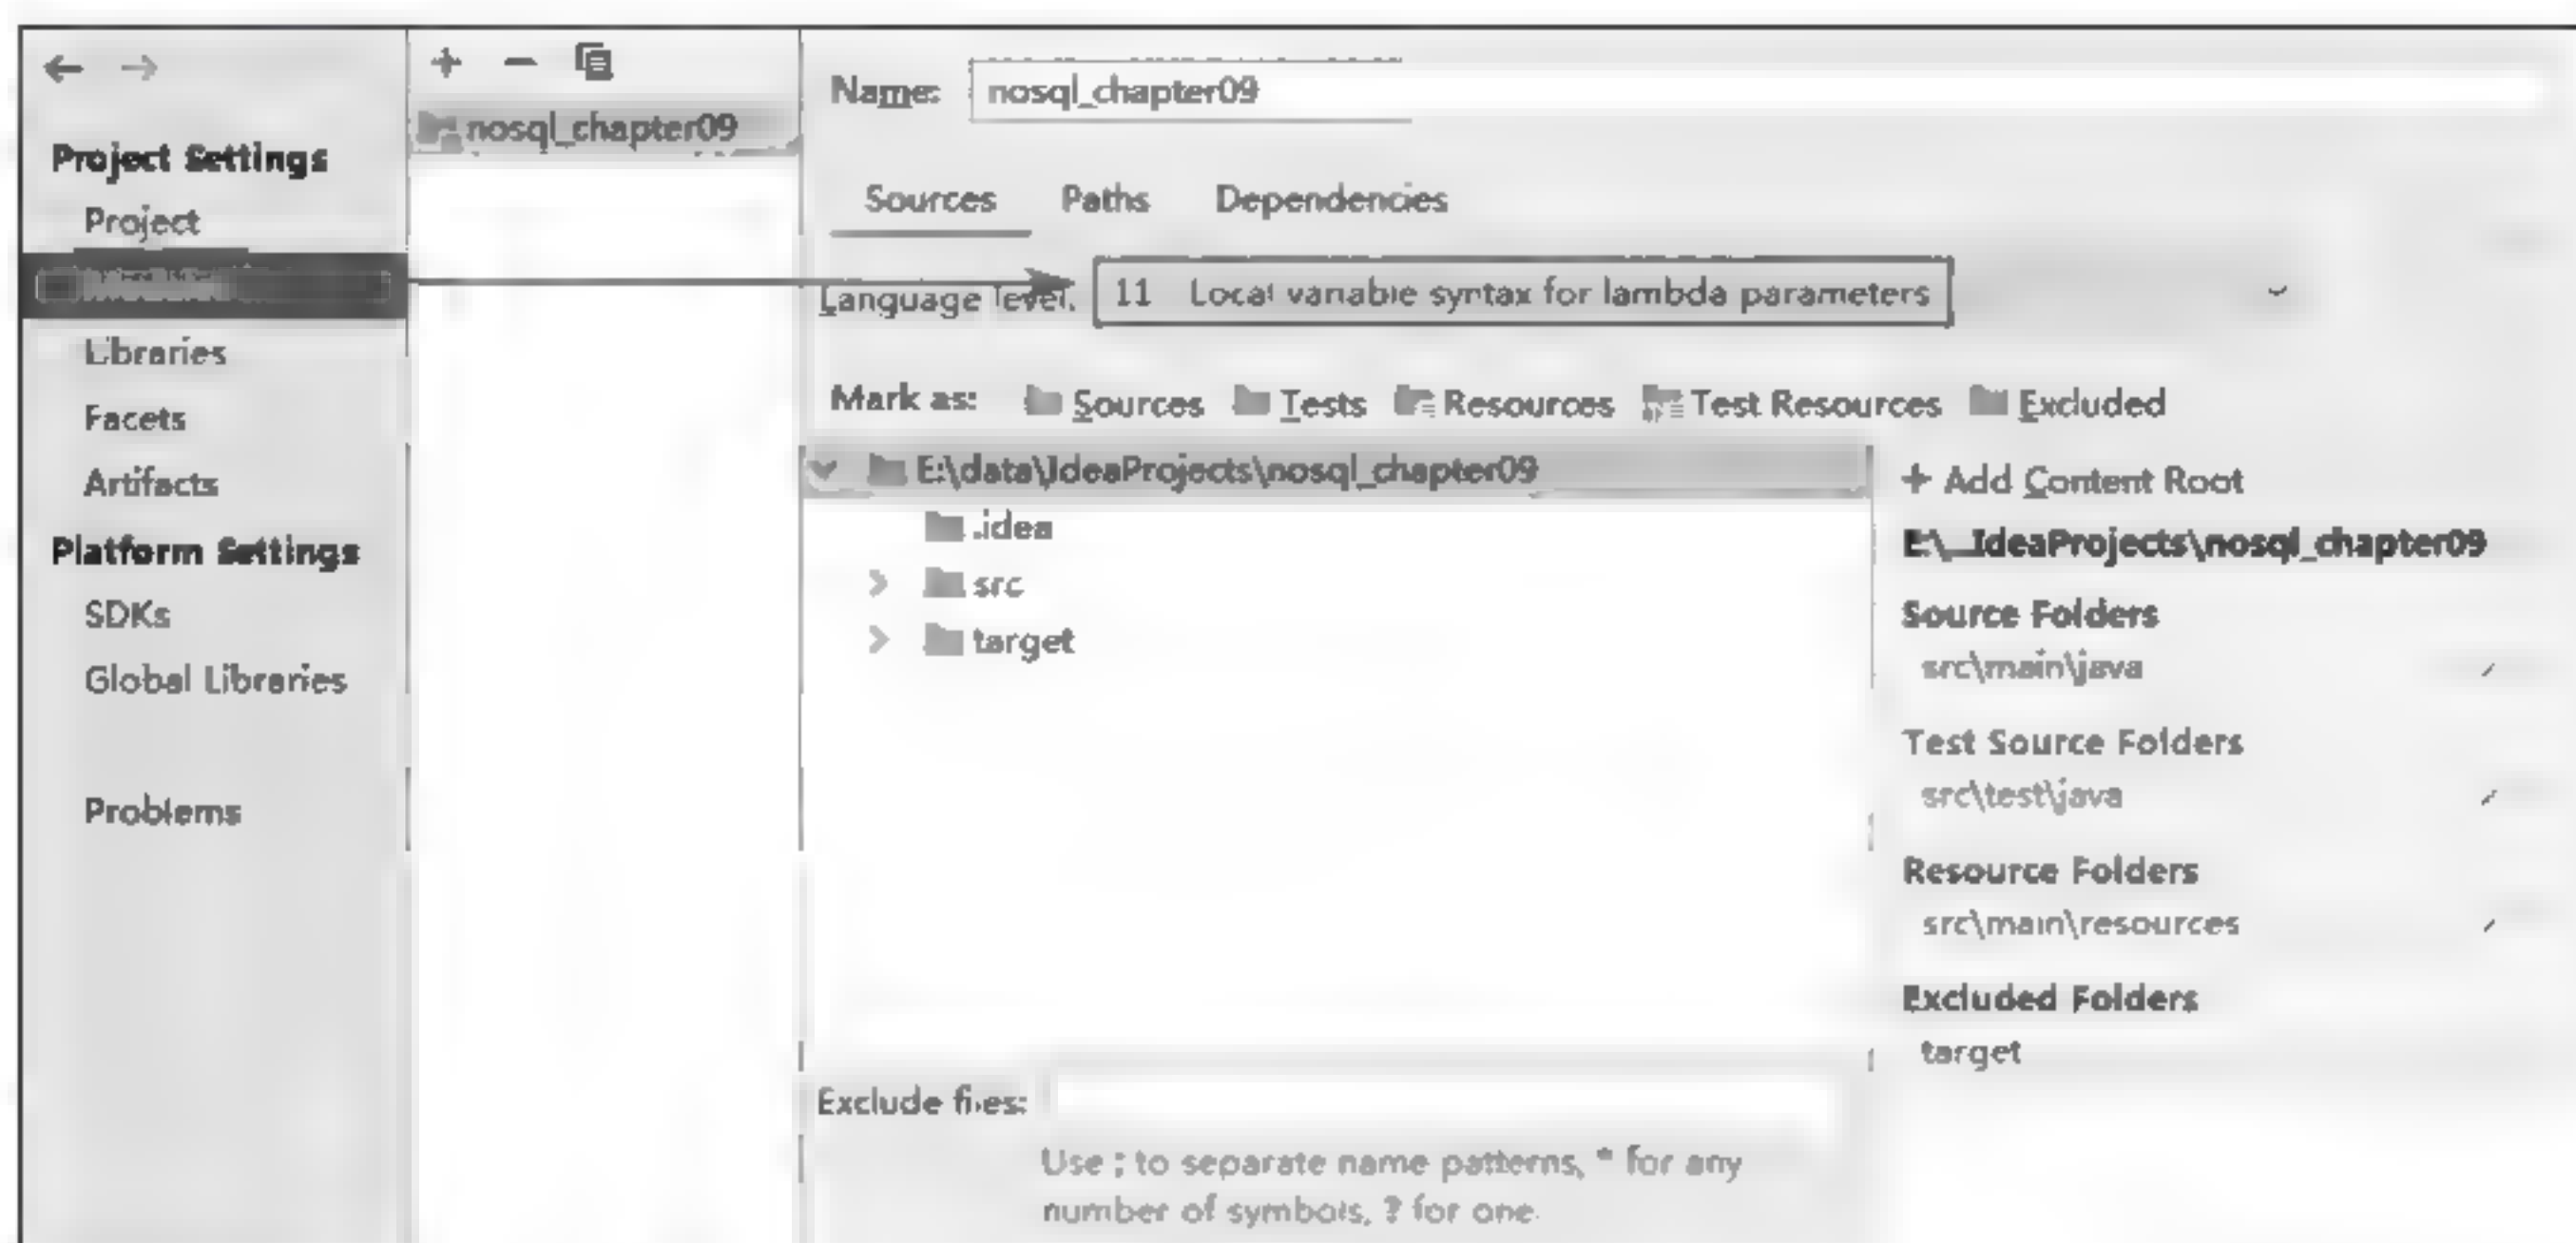 Project Settings
Project
Libraries
Facets
Artifacts
Platform Settings
SDKs
Global Libraries
Problems
nosql_chapter09
Name: nosql_chapter09
Sources Paths Dependencies
Language level: 11 Local variable syntax for lambda parameters
Mark as: Sources Tests Resources Test Resources Excluded
E:\data\IdeaProjects\nosql_chapter09
.idea
src
target
Exclude files:
Use ; to separate name patterns, * for any
number of symbols, ? for one.
+ Add Content Root
E:\...IdeaProjects\nosql_chapter09
Source Folders
src\main\java
Test Source Folders
src\test\java
Resource Folders
src\main\resources
Excluded Folders
target